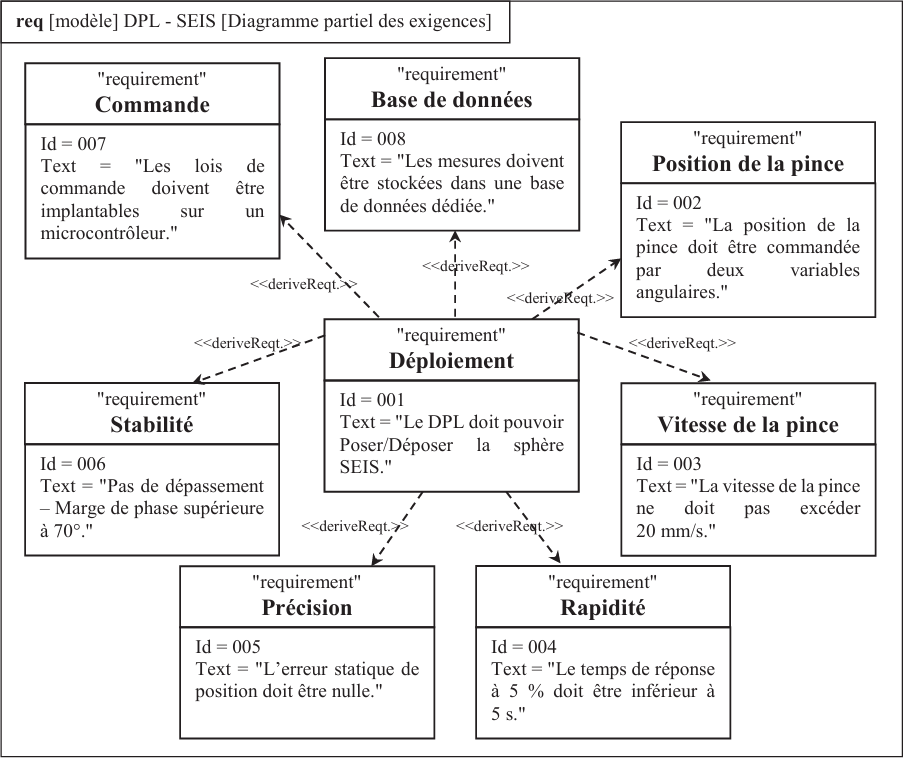 req [modèle] DPL - SEIS [Diagramme partiel des exigences]
"requirement"
Commande
Id = 007
Text = "Les lois de
commande doivent être
implantables sur un
microcontrôleur."
"requirement"
Base de données
Id = 008
Text = "Les mesures doivent
être stockées dans une base
de données dédiée."
"requirement"
Position de la pince
Id = 002
Text = "La position de la
pince doit être commandée
par deux variables
angulaires."
<<deriveReqt.>>
<<deriveReqt.>>
<<deriveReqt.>>
"requirement"
Déploiement
Id = 001
Text = "Le DPL doit pouvoir
Poser/Déposer la sphère
SEIS."
<<deriveReqt.>>
<<deriveReqt.>>
"requirement"
Stabilité
Id = 006
Text = "Pas de dépassement
– Marge de phase supérieure
à 70°."
"requirement"
Vitesse de la pince
Id = 003
Text = "La vitesse de la pince
ne doit pas excéder
20 mm/s."
<<deriveReqt.>>
<<deriveReqt.>>
"requirement"
Précision
Id = 005
Text = "L'erreur statique de
position doit être nulle."
"requirement"
Rapidité
Id = 004
Text = "Le temps de réponse
à 5 % doit être inférieur à
5 s."